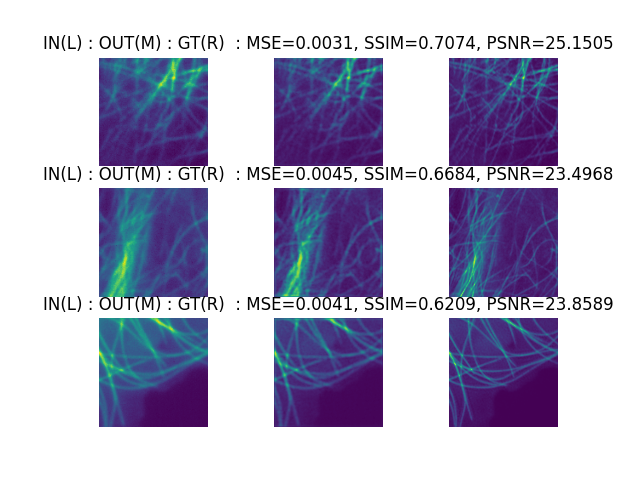 IN(L) : OUT(M) : GT(R)  : MSE=0.0031, SSIM=0.7074, PSNR=25.1505
IN(L) : OUT(M) : GT(R)  : MSE=0.0045, SSIM=0.6684, PSNR=23.4968
IN(L) : OUT(M) : GT(R)  : MSE=0.0041, SSIM=0.6209, PSNR=23.8589